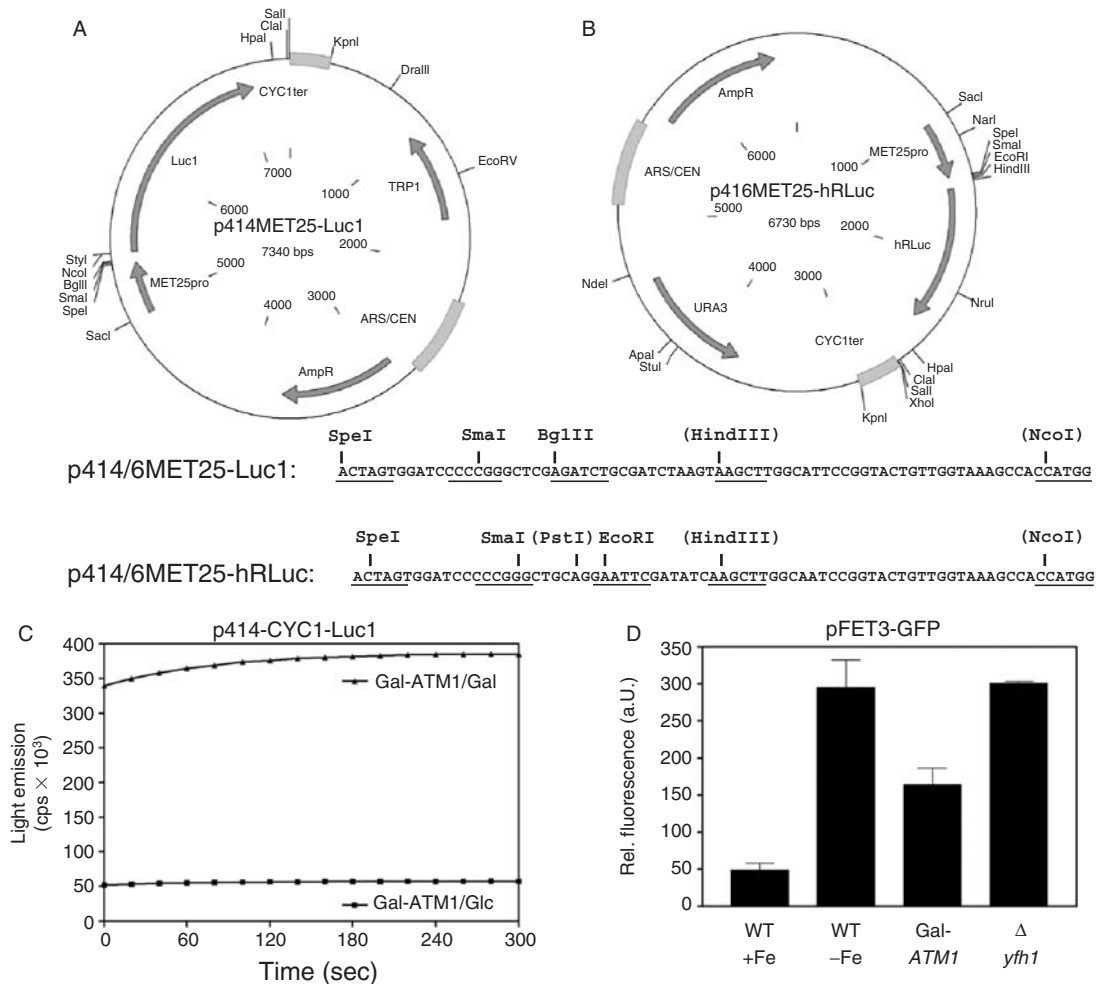 A
SalI
ClaI
HpaI
KpnI
DraIII
CYC1ter
Luc1
TRP1
EcoRV
7000
1000
6000
p414MET25-Luc1
7340 bps
2000
5000
4000
3000
StyI
NcoI
BglII
SmaI
SpeI
MET25pro
SacI
ARS/CEN
AmpR
B
AmpR
SacI
NarI
SpeI
SmaI
EcoRI
HindIII
MET25pro
6000
1000
ARS/CEN
p416MET25-hRLuc
5000
6730 bps
2000
hRLuc
4000
3000
NdeI
URA3
NruI
ApaI
StuI
CYC1ter
HpaI
ClaI
SalI
XhoI
KpnI
SpeI SmaI BglII (HindIII) (NcoI)
p414/6MET25-Luc1: ACTAGTGGATCCCCCGGGCTCGAGATCTGCGATCTAAGTAAGCTTGGCATTCCGGTACTGTTGGTAAAGCCACCATGG
SpeI SmaI (PstI) EcoRI (HindIII) (NcoI)
p414/6MET25-hRLuc: ACTAGTGGATCCCCCGGGCTGCAGGAATTCGATATCAAGCTTGGCAATCCGGTACTGTTGGTAAAGCCACCATGG
C
p414-CYC1-Luc1
Light emission
(cps × 10³)
400
350
300
250
200
150
100
50
0
Gal-ATM1/Gal
Gal-ATM1/Glc
0 60 120 180 240 300
Time (sec)
D
pFET3-GFP
Rel. fluorescence (a.U.)
350
300
250
200
150
100
50
0
WT
+Fe
WT
–Fe
Gal-
ATM1
Δ
yfh1